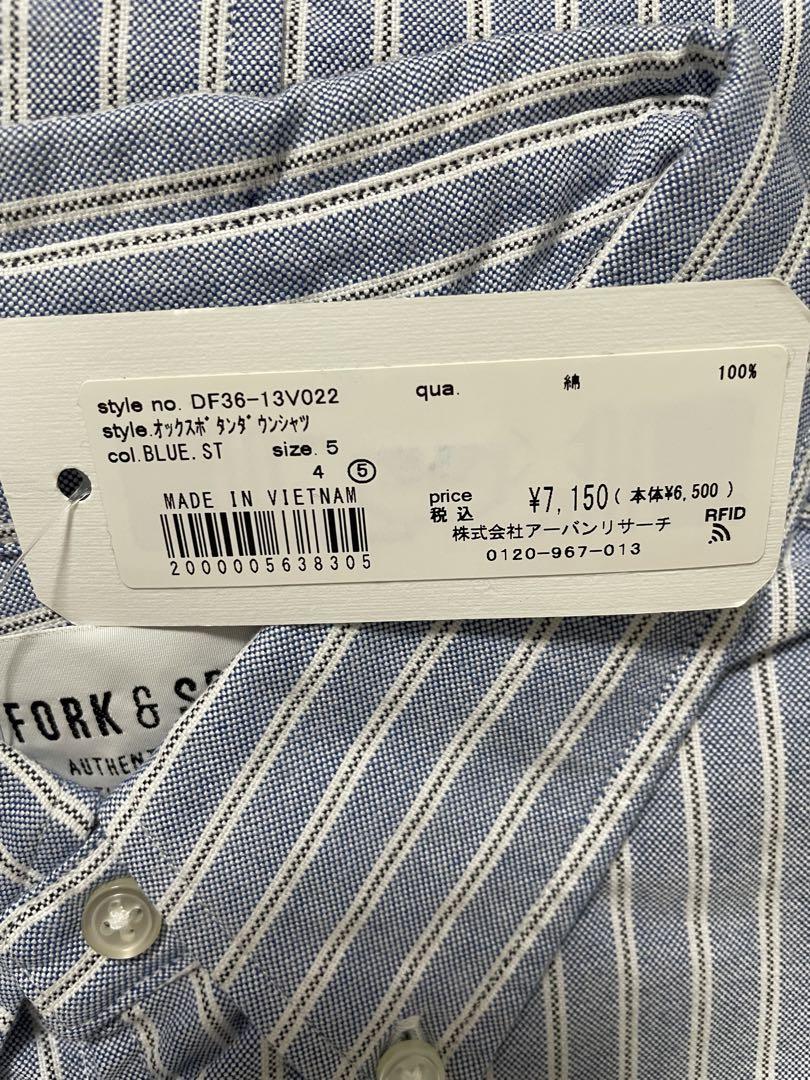 style no. DF36-13V022
style.オックスボタンダウンシャツ
col.BLUE. ST size. 5
4 ⑤
MADE IN VIETNAM
2000005638305
qua. 綿 100%
price ¥7,150( 本体¥6,500 )
税込
株式会社アーバンリサーチ
0120-967-013
RFID
FORK &